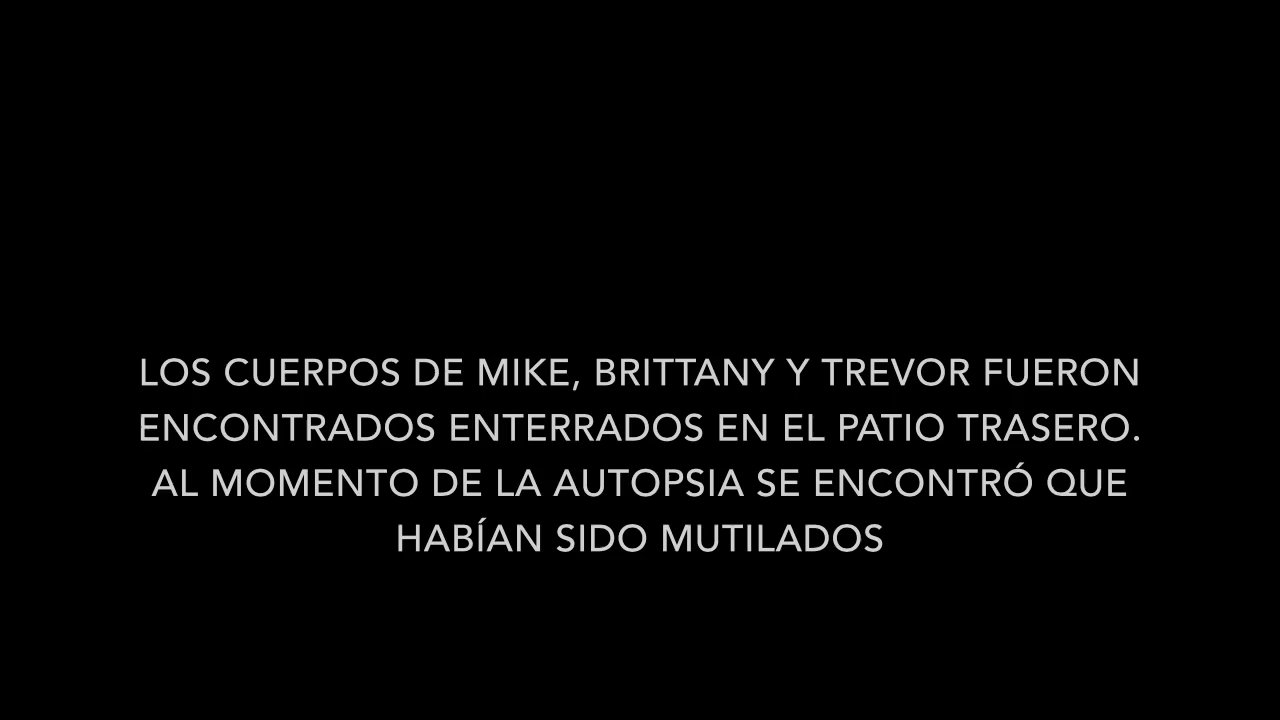 LOS CUERPOS DE MIKE, BRITTANY Y TREVOR FUERON
ENCONTRADOS ENTERRADOS EN EL PATIO TRASERO.
AL MOMENTO DE LA AUTOPSIA SE ENCONTRÓ QUE
HABÍAN SIDO MUTILADOS